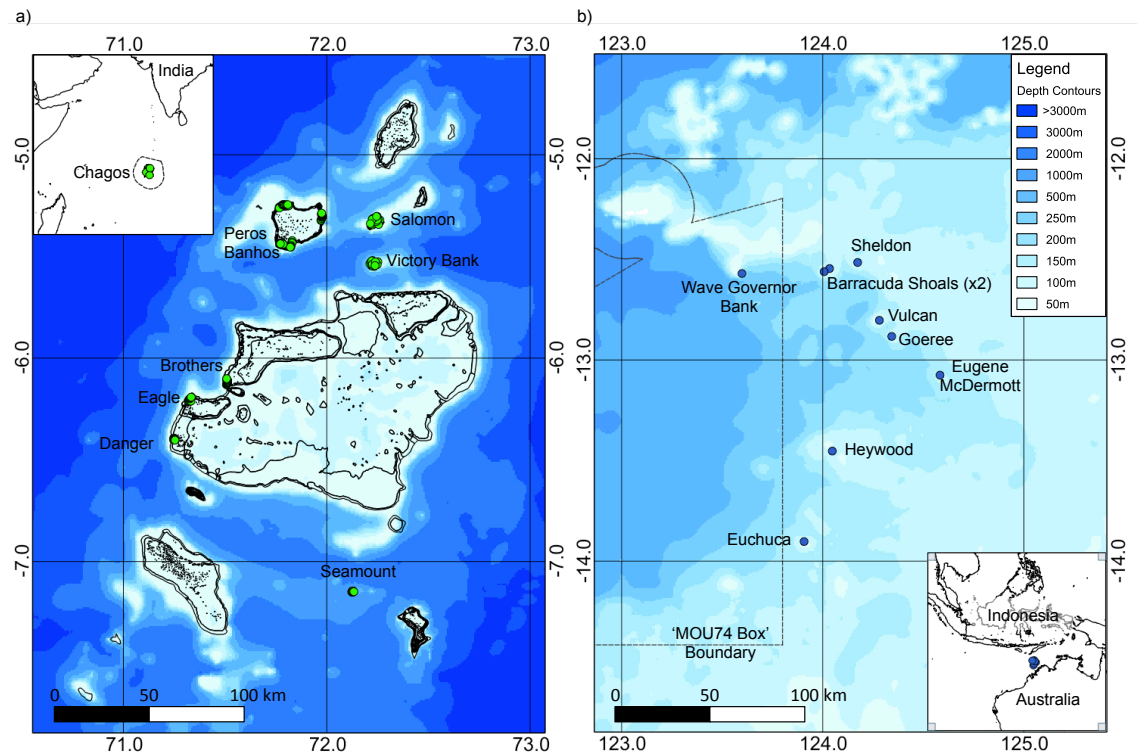 a)
71.0
72.0
73.0
India
Chagos
-5.0
-6.0
-7.0
Salomon
Peros
Banhos
Victory Bank
Brothers
Eagle
Danger
Seamount
0
50
100 km
71.0
72.0
73.0
b)
123.0
124.0
125.0
Legend
Depth Contours
>3000m
3000m
2000m
1000m
500m
250m
200m
150m
100m
50m
-12.0
-13.0
-14.0
-12.0
-13.0
-14.0
Sheldon
Wave Governor
Bank
Barracuda Shoals (x2)
Vulcan
Goeree
Eugene
McDermott
Heywood
Euchuca
'MOU74 Box'
Boundary
Indonesia
Australia
0
50
100 km
123.0
124.0
125.0
-5.0
-6.0
-7.0